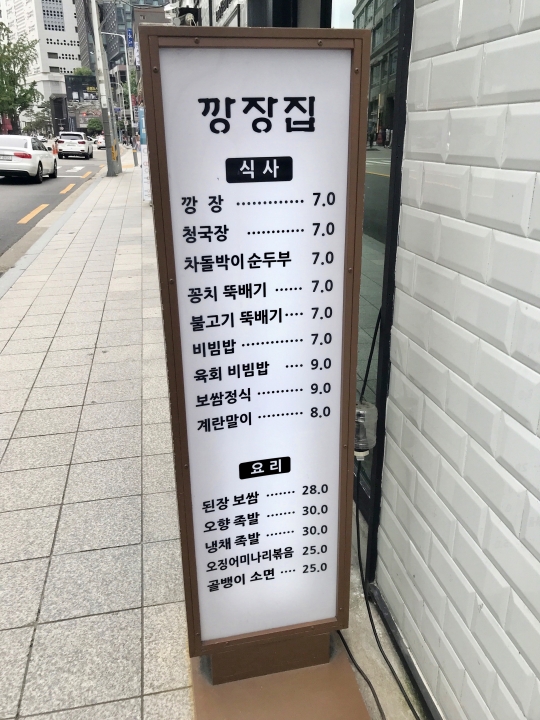 깡장집
식사
깡 장 ············· 7.0
청국장 ··········· 7.0
차돌박이 순두부 7.0
꽁치 뚝배기 ······ 7.0
불고기 뚝배기···· 7.0
비빔밥 ············· 7.0
육회 비빔밥 ···· 9.0
보쌈정식 ·········· 9.0
계란말이 ·········· 8.0
요리
된장 보쌈 ······· 28.0
오향 족발 ······· 30.0
냉채 족발 ······· 30.0
오징어미나리볶음 25.0
골뱅이 소면 ···· 25.0